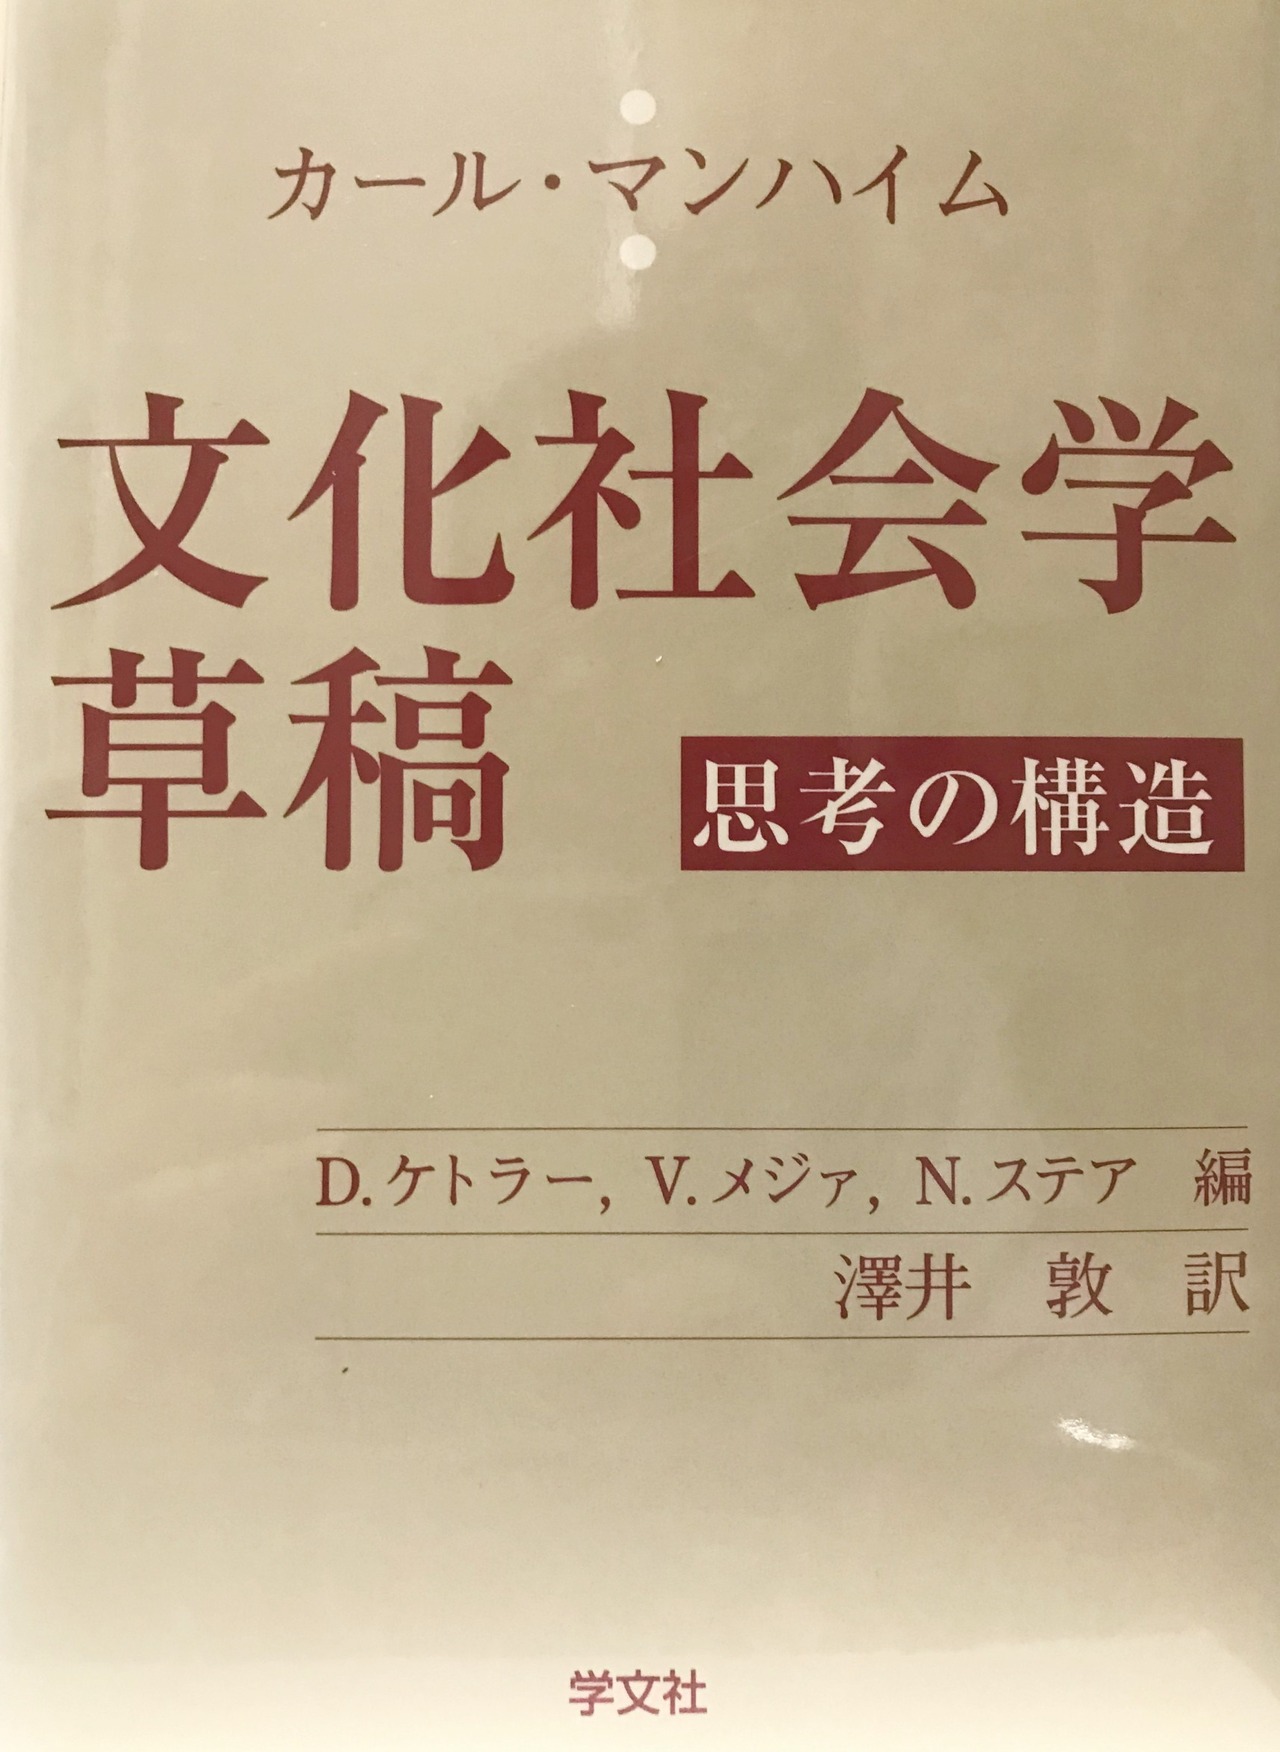 カール・マンハイム
文化社会学
草稿
思考の構造
D.ケトラー, V.メジァ, N.ステア 編
澤井 敦 訳
学文社